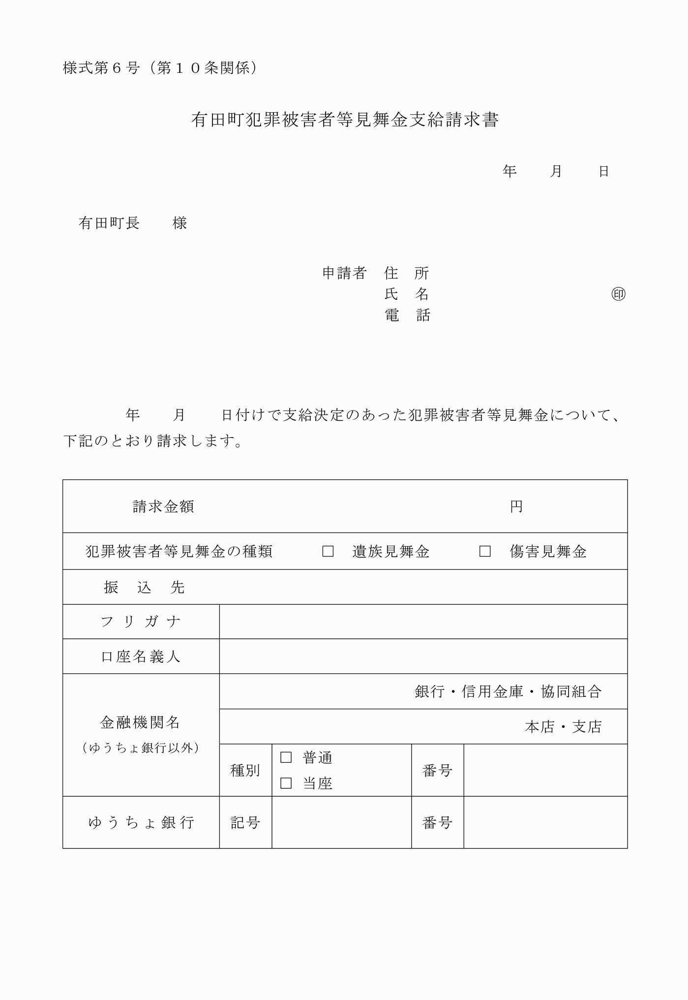 様式第６号（第１０条関係）
有田町犯罪被害者等見舞金支給請求書
年　　月　　日
有田町長　　様
申請者　住　所
氏　名　　　　　　　　　　　㊞
電　話
年　　月　　日付けで支給決定のあった犯罪被害者等見舞金について、
下記のとおり請求します。
請求金額　　　　　　　　　　円
犯罪被害者等見舞金の種類　　　□　遺族見舞金　　　□　傷害見舞金
振　込　先
フリガナ
口座名義人
金融機関名
（ゆうちょ銀行以外）
銀行・信用金庫・協同組合
本店・支店
種別
□　普通
□　当座
番号
ゆうちょ銀行　記号　番号